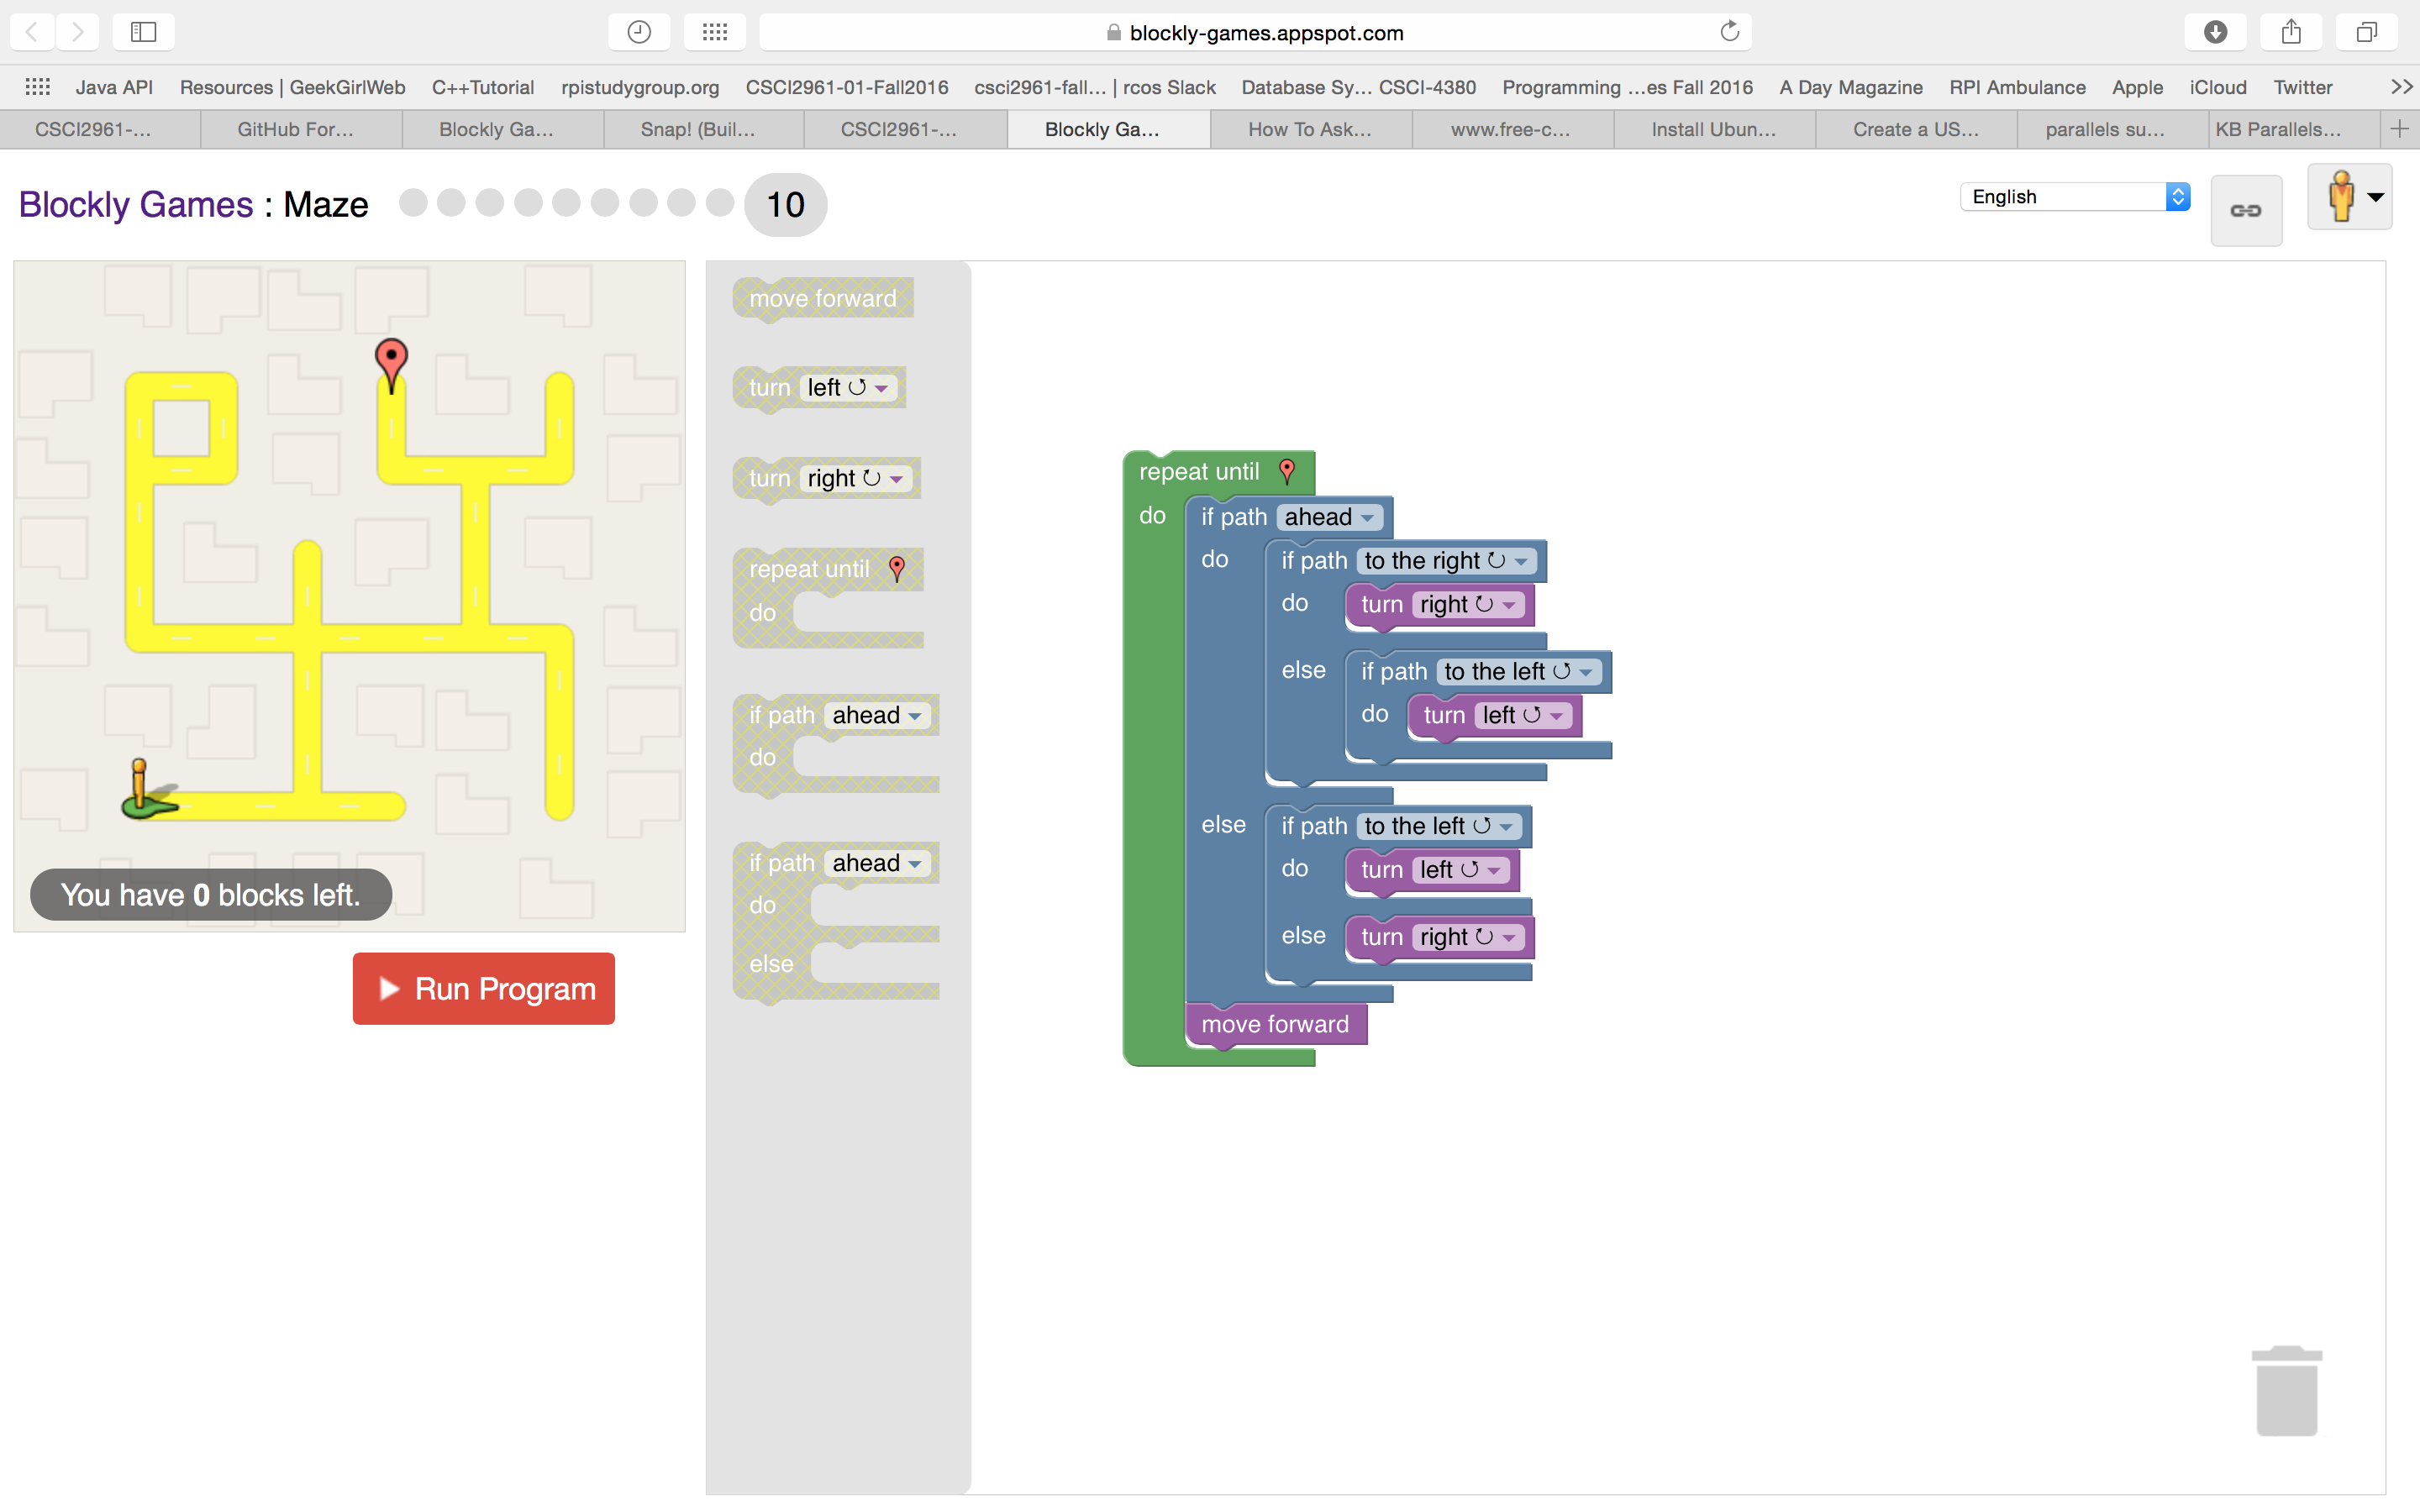 blockly-games.appspot.com
Java API Resources | GeekGirlWeb C++Tutorial rpistudygroup.org CSCI2961-01-Fall2016 csci2961-fall... | rcos Slack Database Sy... CSCI-4380 Programming ...es Fall 2016 A Day Magazine RPI Ambulance Apple iCloud Twitter >>
CSCI2961-... GitHub For... Blockly Ga... Snap! (Buil... CSCI2961-... Blockly Ga... How To Ask... www.free-c... Install Ubun... Create a US... parallels su... KB Parallels... +
Blockly Games : Maze 10
English
You have 0 blocks left.
Run Program
move forward
turn left ↺
turn right ↻
repeat until
do
if path ahead
do
if path ahead
do
else
repeat until
do if path ahead
do if path to the right ↻
do turn right ↻
else if path to the left ↺
do turn left ↺
else if path to the left ↺
do turn left ↺
else turn right ↻
move forward